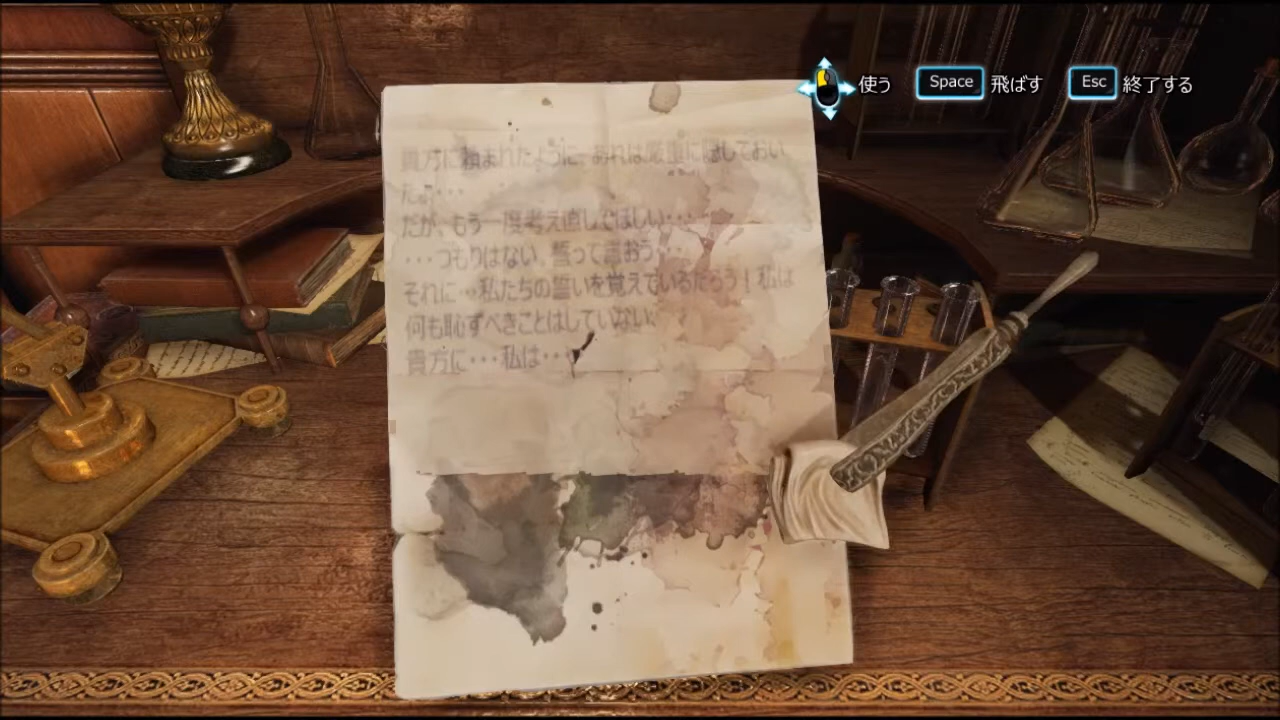 使う Space 飛ばす Esc 終了する
貴方に頼まれたように、あれは厳重に隠しておい
た。・・・
だが、もう一度考え直してほしい・・・
・・・つもりはない、誓って言おう。・・・
それに・・・私たちの誓いを覚えているだろう！私は
何も恥ずべきことはしていない。
貴方に・・・私は・・・